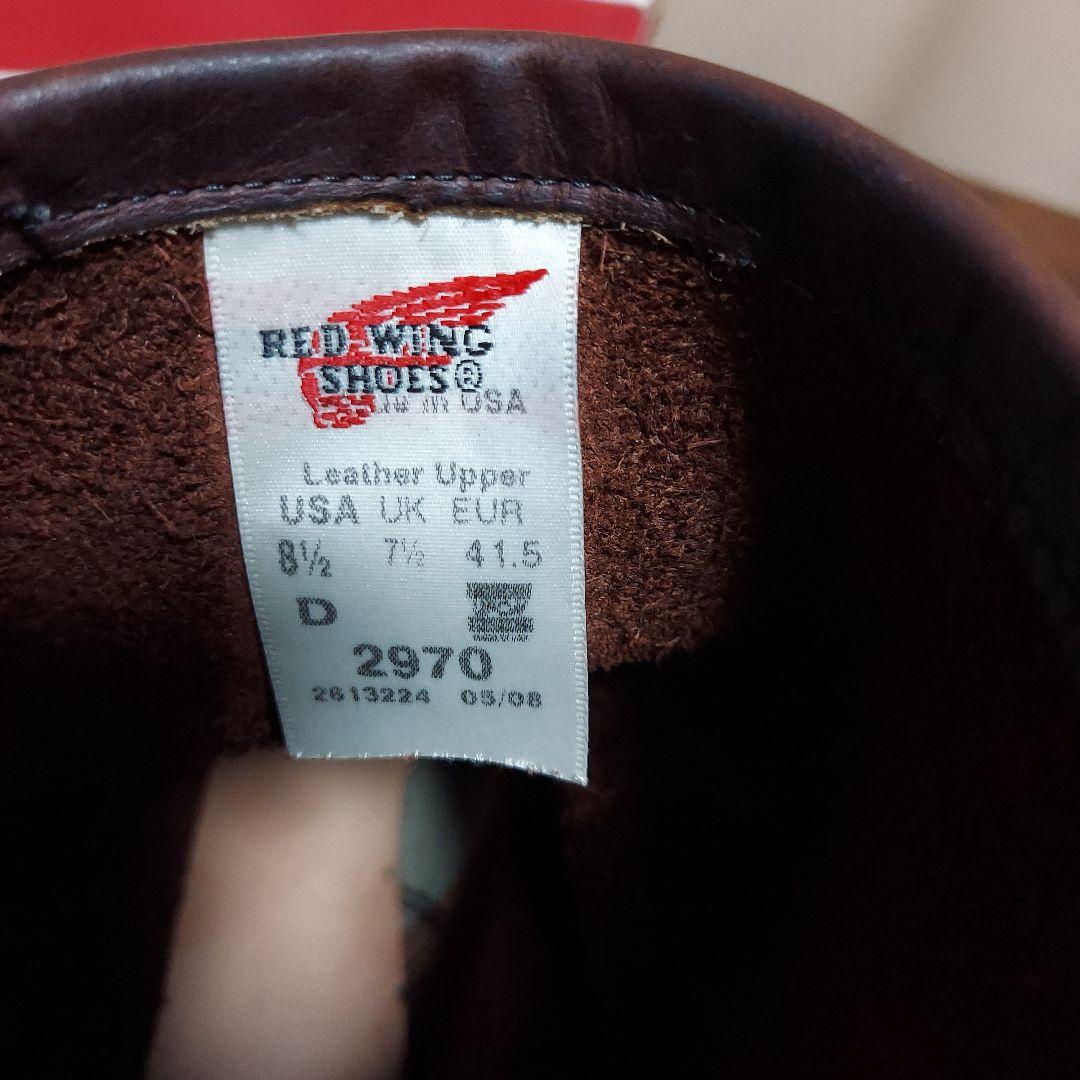 RED WING
SHOES®
IN USA
Leather Upper
USA UK EUR
8½ 7½ 41.5
D
2970
2613224 05/08